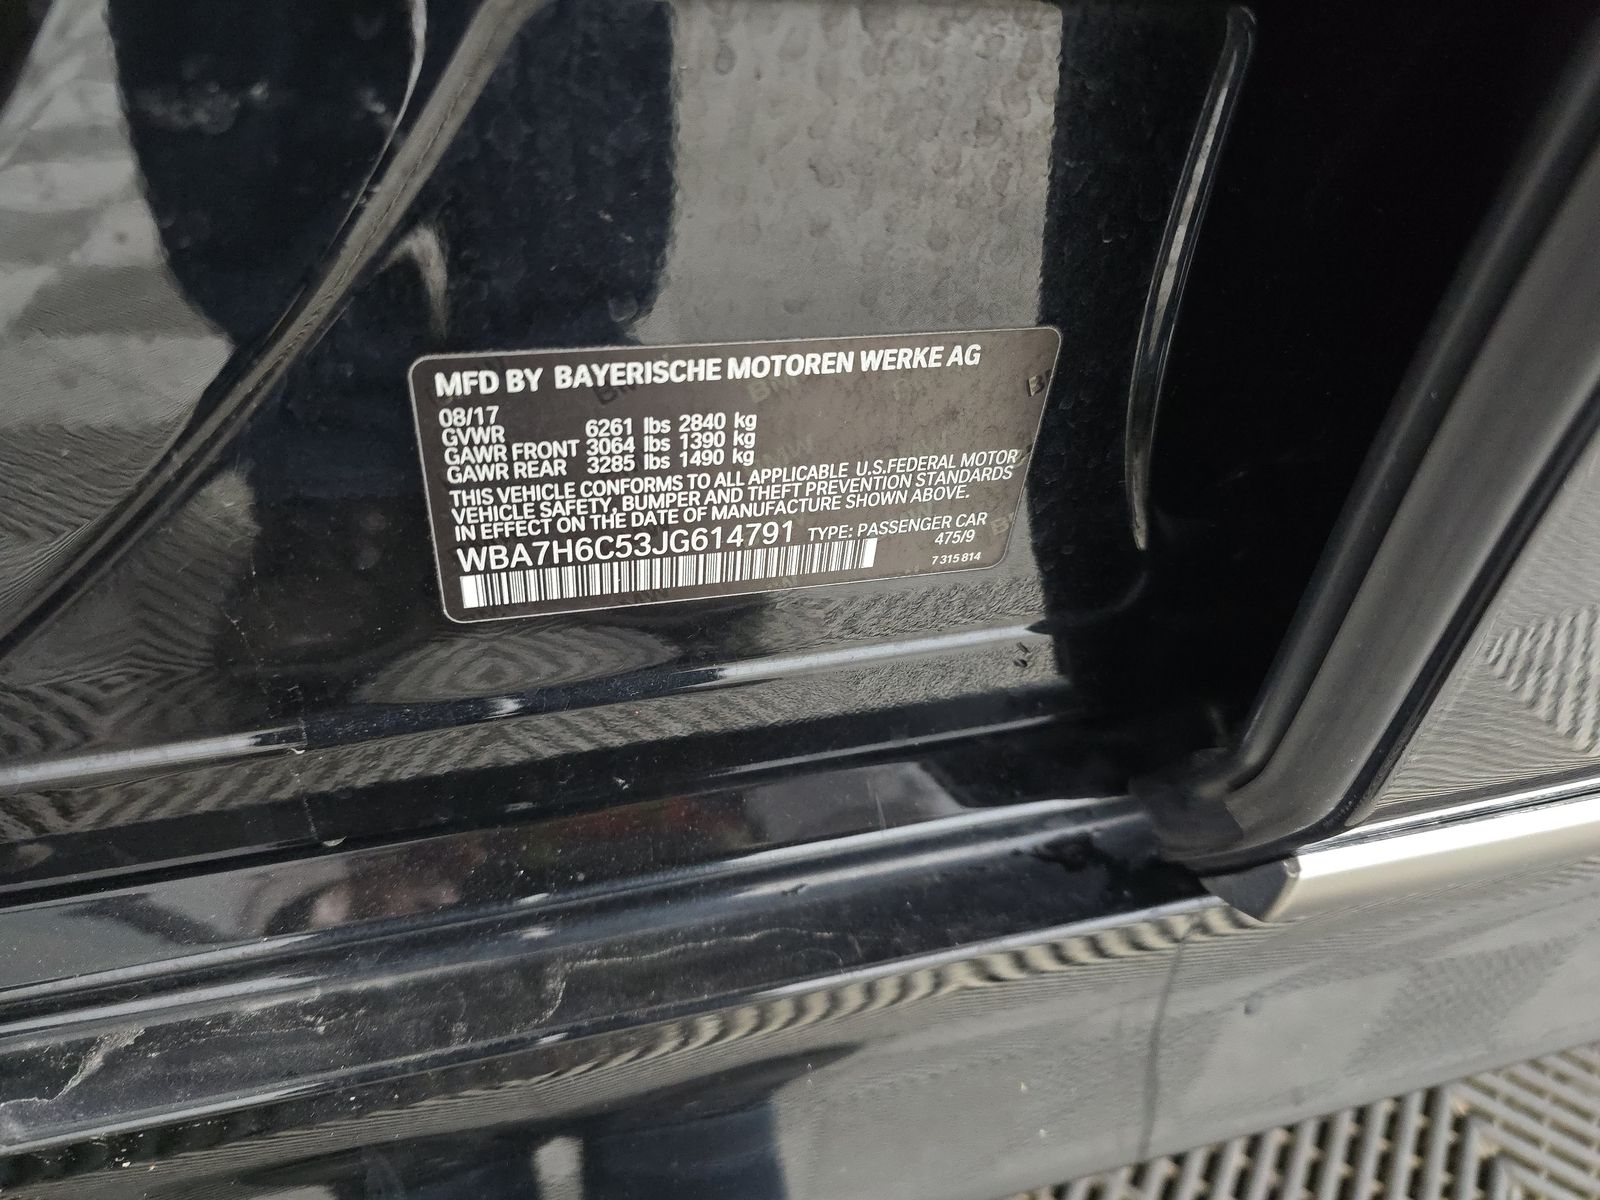 MFD BY BAYERISCHE MOTOREN WERKE AG
08/17
GVWR 6261 lbs 2840 kg
GAWR FRONT 3064 lbs 1390 kg
GAWR REAR 3285 lbs 1490 kg
THIS VEHICLE CONFORMS TO ALL APPLICABLE U.S.FEDERAL MOTOR
VEHICLE SAFETY, BUMPER AND THEFT PREVENTION STANDARDS
IN EFFECT ON THE DATE OF MANUFACTURE SHOWN ABOVE.
WBA7H6C53JG614791 TYPE: PASSENGER CAR
475/9
7 315 814